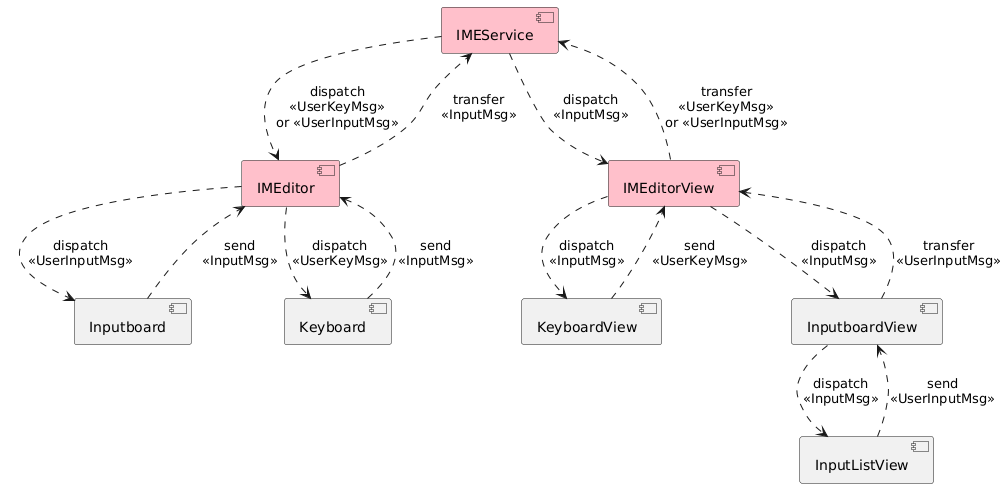 IMEService
dispatch
«UserKeyMsg»
or «UserInputMsg»
transfer
«InputMsg»
dispatch
«InputMsg»
transfer
«UserKeyMsg»
or «UserInputMsg»
IMEditor
IMEditorView
dispatch
«UserInputMsg»
send
«InputMsg»
dispatch
«UserKeyMsg»
send
«InputMsg»
dispatch
«InputMsg»
send
«UserKeyMsg»
dispatch
«InputMsg»
transfer
«UserInputMsg»
Inputboard
Keyboard
KeyboardView
InputboardView
dispatch
«InputMsg»
send
«UserInputMsg»
InputListView